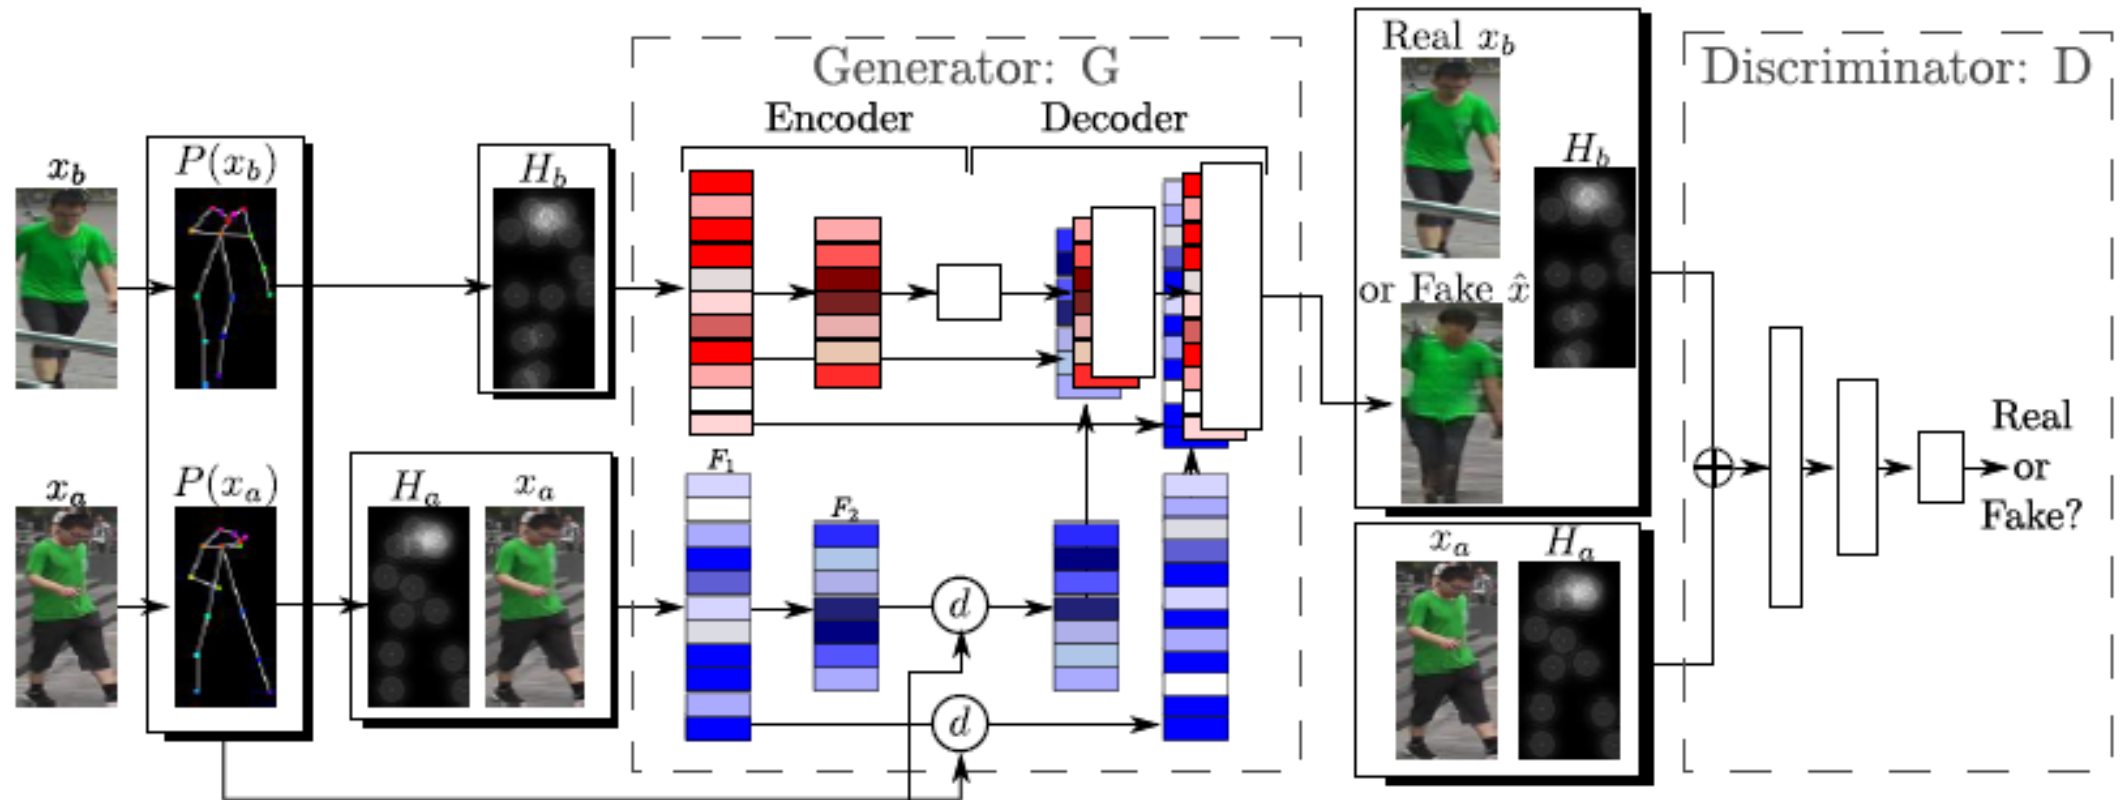 Generator: G
Encoder
Decoder
x_b
P(x_b)
H_b
x_a
P(x_a)
H_a
x_a
F_1
F_2
d
d
Real x_b
H_b
or Fake x̂
x_a
H_a
Discriminator: D
Real
or
Fake?